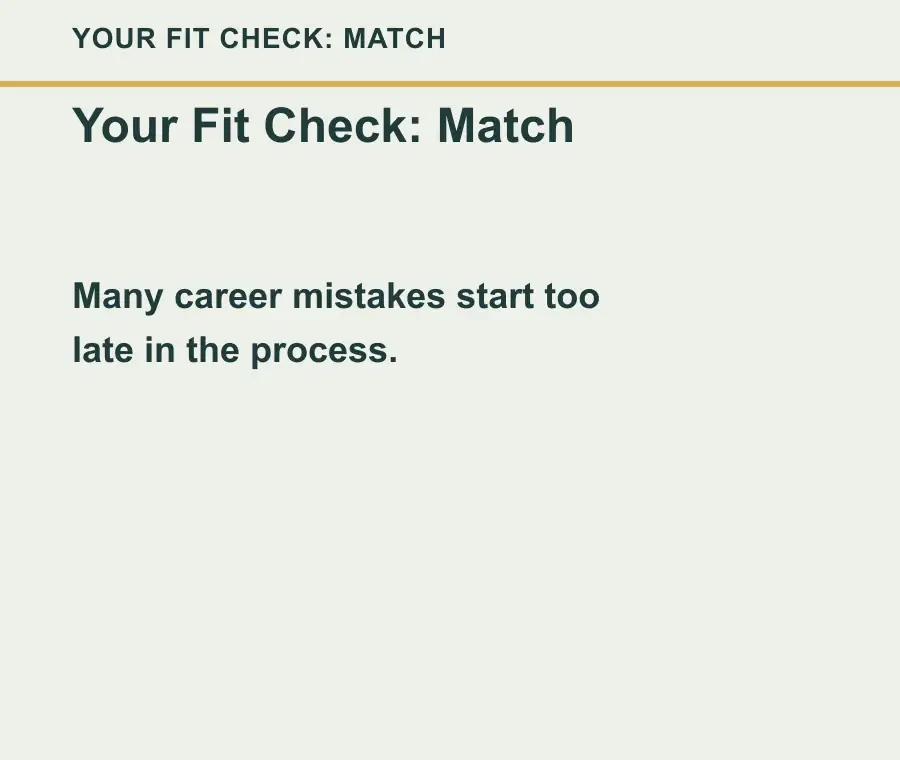 YOUR FIT CHECK: MATCH
Your Fit Check: Match
Many career mistakes start too
late in the process.